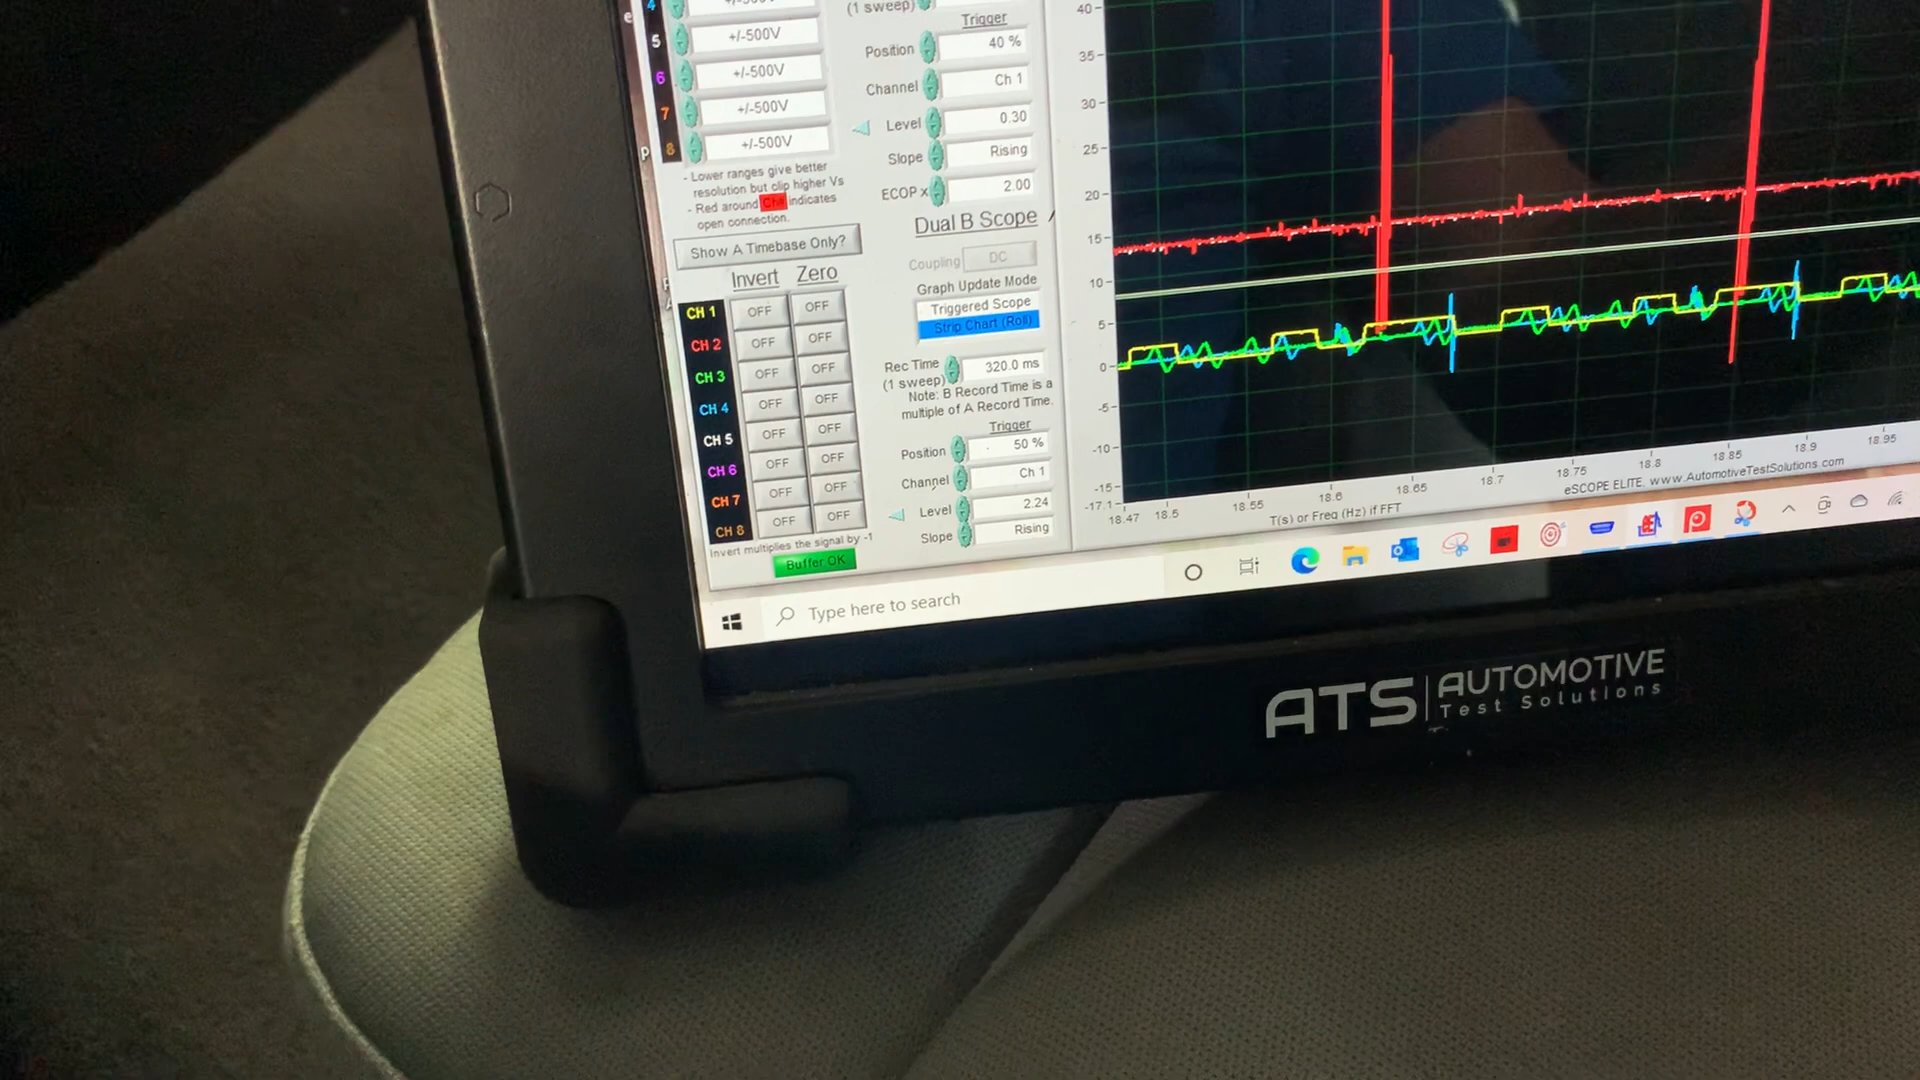 4
5
+/-500V
6
+/-500V
7
+/-500V
8
+/-500V
- Lower ranges give better
resolution but clip higher Vs
- Red around Ch# indicates
open connection.
Show A Timebase Only?
Invert Zero
CH 1 OFF OFF
CH 2 OFF OFF
CH 3 OFF OFF
CH 4 OFF OFF
CH 5 OFF OFF
CH 6 OFF OFF
CH 7 OFF OFF
CH 8 OFF OFF
Invert multiplies the signal by -1
Buffer OK
(1 sweep)
Trigger
Position 40 %
Channel Ch 1
Level 0.30
Slope Rising
ECOP x 2.00
Dual B Scope
Coupling DC
Graph Update Mode
Triggered Scope
Strip Chart (Roll)
Rec Time 320.0 ms
(1 sweep)
Note: B Record Time is a
multiple of A Record Time.
Trigger
Position 50 %
Channel Ch 1
Level 2.24
Slope Rising
40
35
30
25
20
15
10
5
0
-5
-10
-15
-17.1
18.47 18.5 18.55 18.6 18.65 18.7 18.75 18.8 18.85 18.9 18.95
T(s) or Freq (Hz) if FFT
eSCOPE ELITE, www.AutomotiveTestSolutions.com
Type here to search
ATS AUTOMOTIVE
Test Solutions